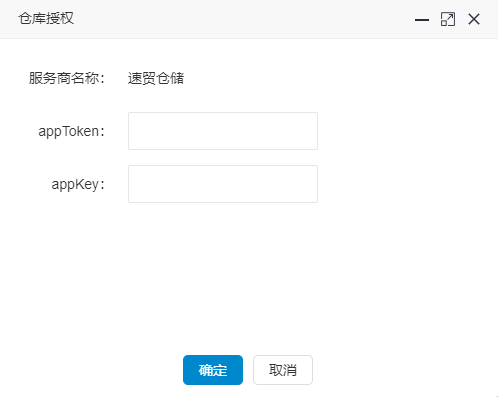 仓库授权
服务商名称： 速贸仓储
appToken：
appKey：
确定 取消